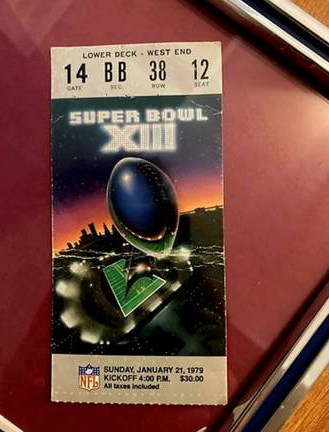 LOWER DECK - WEST END
14 BB 38 12
GATE SEC. ROW SEAT
SUPER BOWL
XIII
NFL
SUNDAY, JANUARY 21, 1979
KICKOFF 4:00 P.M. $30.00
All taxes included